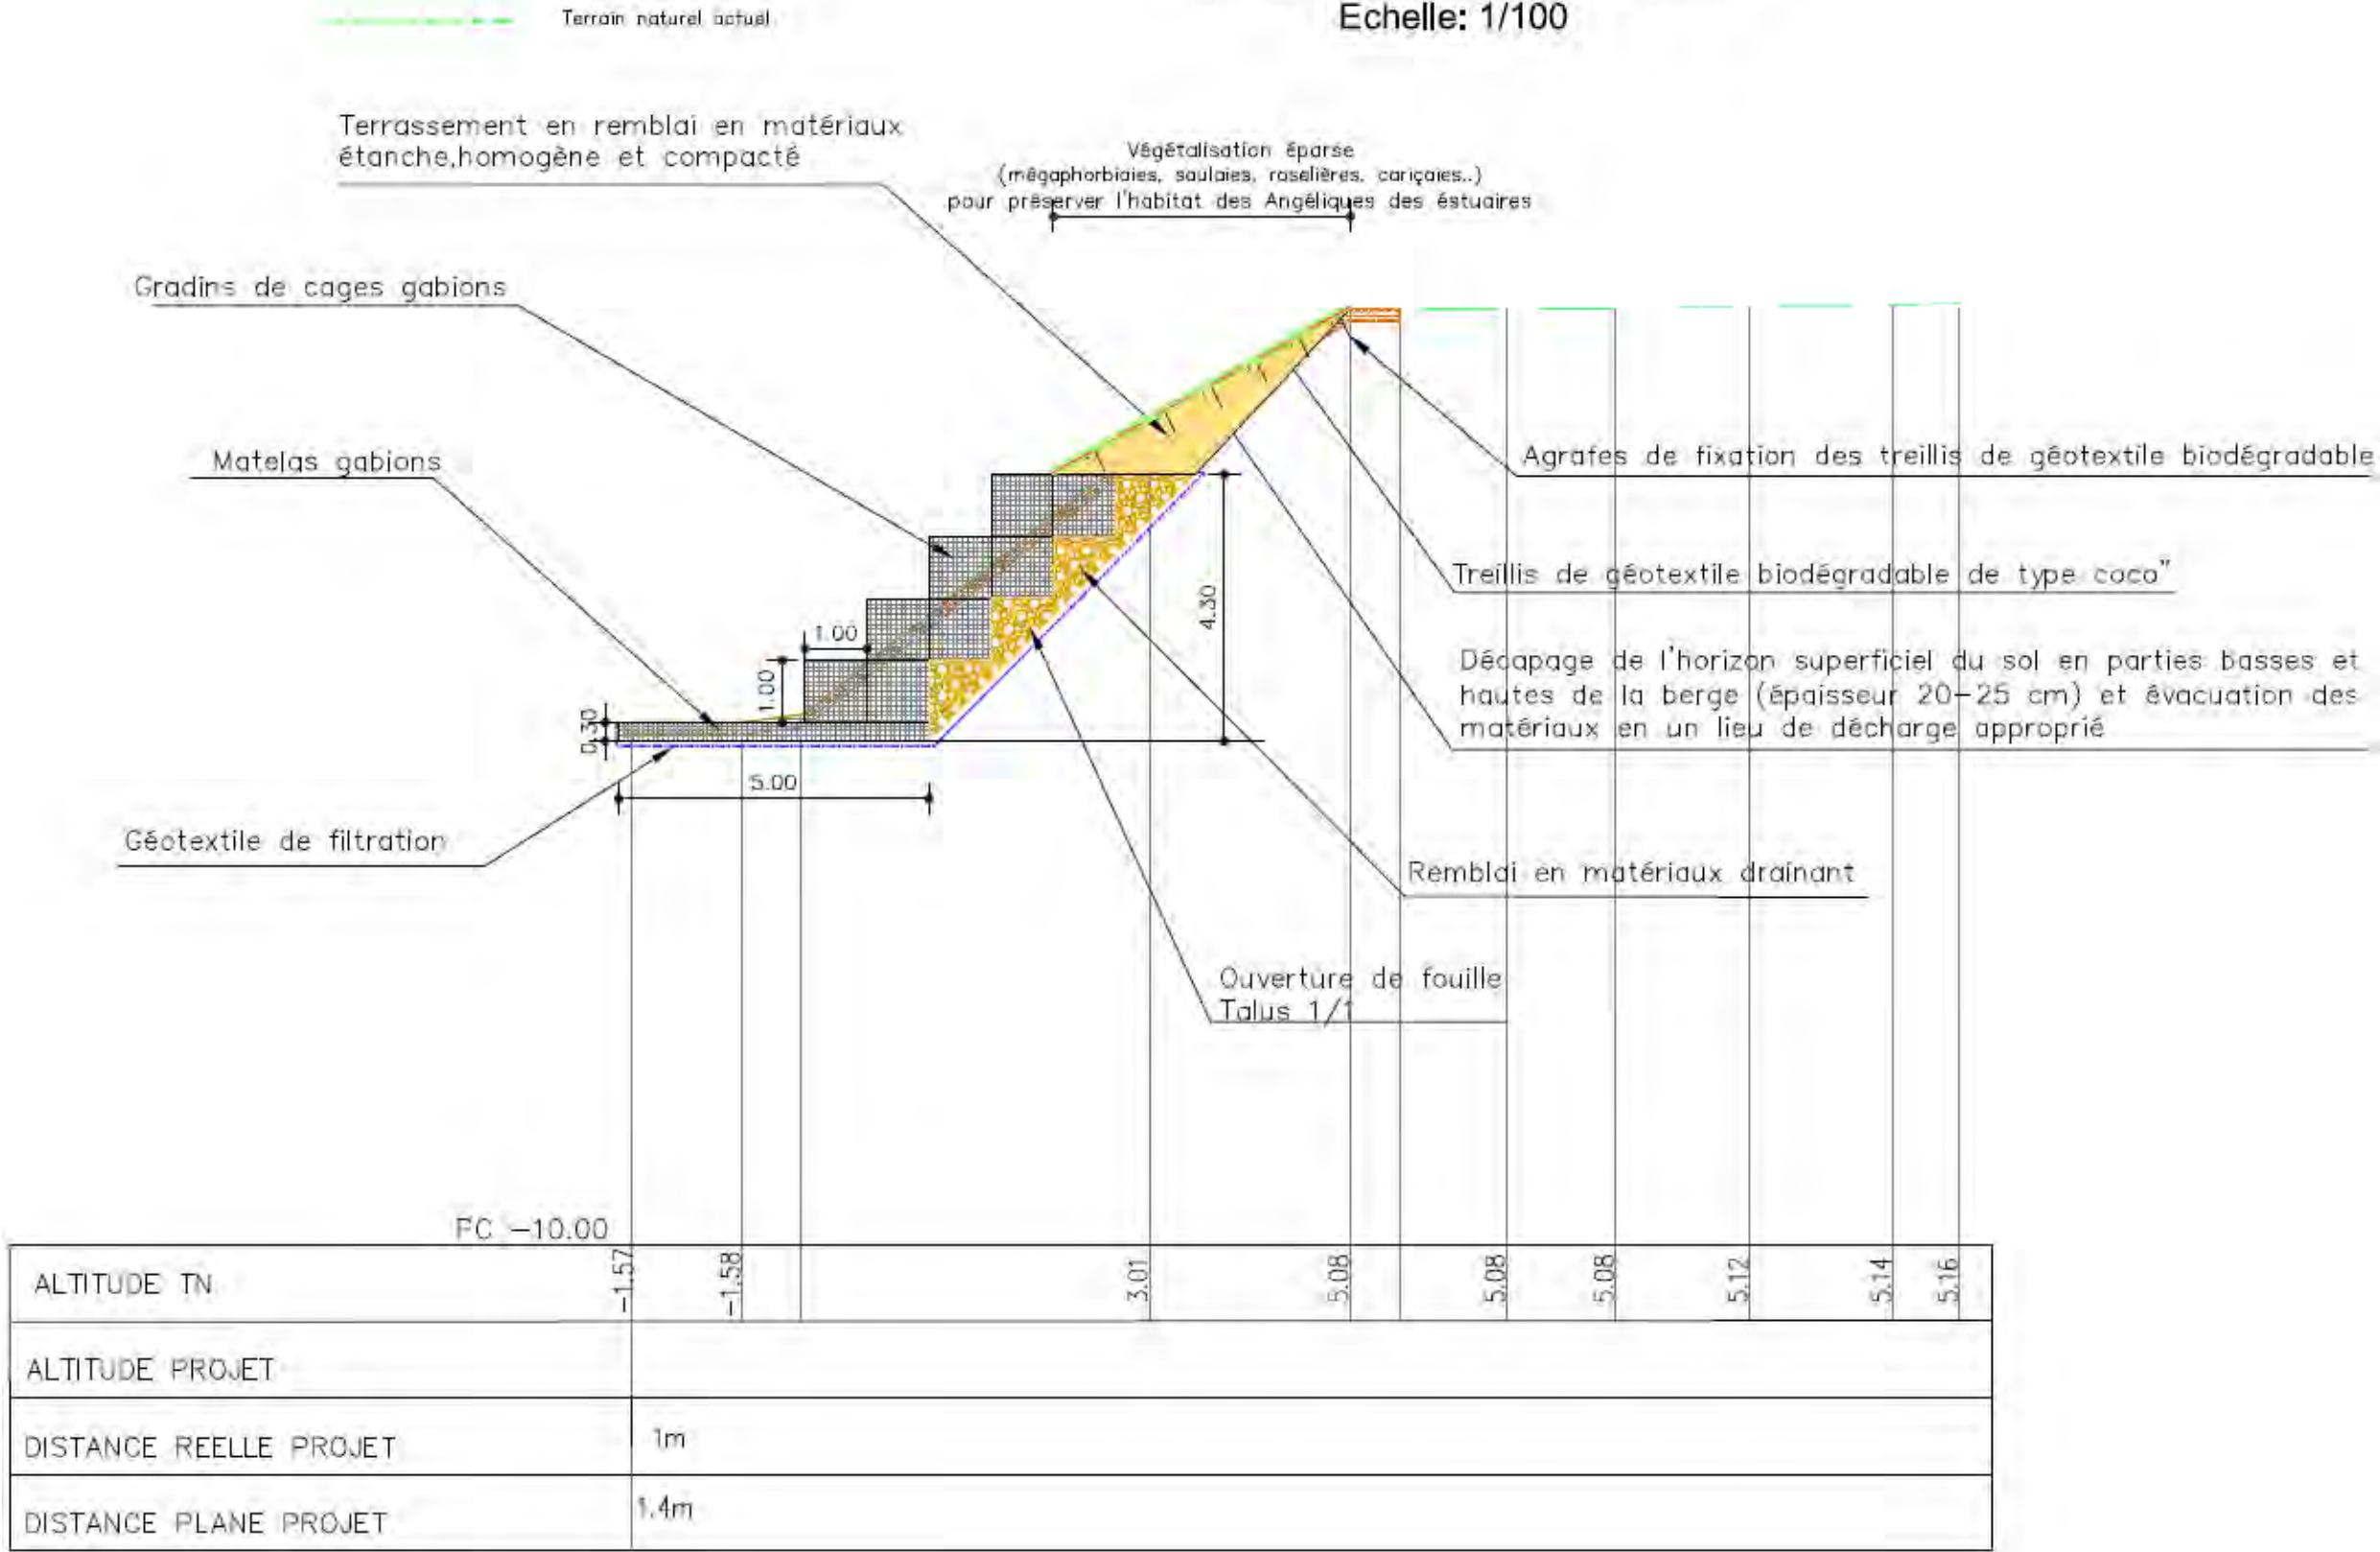 Terrain naturel actuel
Echelle: 1/100
Terrassement en remblai en matériaux
étanche,homogène et compacté
Végétalisation éparse
(mégaphorbiaies, saulaies, roselières, cariçaies..)
pour préserver l'habitat des Angéliques des éstuaires
Gradins de cages gabions
Matelas gabions
Agrafes de fixation des treillis de géotextile biodégradable
Treillis de géotextile biodégradable de type coco"
4.30
1.00
1.00
0.30
Décapage de l'horizon superficiel du sol en parties basses et
hautes de la berge (épaisseur 20-25 cm) et évacuation des
matériaux en un lieu de décharge approprié
5.00
Géotextile de filtration
Remblai en matériaux drainant
Ouverture de fouille
Talus 1/1
PC -10.00
ALTITUDE TN
-1.57
-1.58
3.01
5.08
5.08
5.08
5.12
5.14
5.16
ALTITUDE PROJET
DISTANCE REELLE PROJET
1m
DISTANCE PLANE PROJET
1.4m